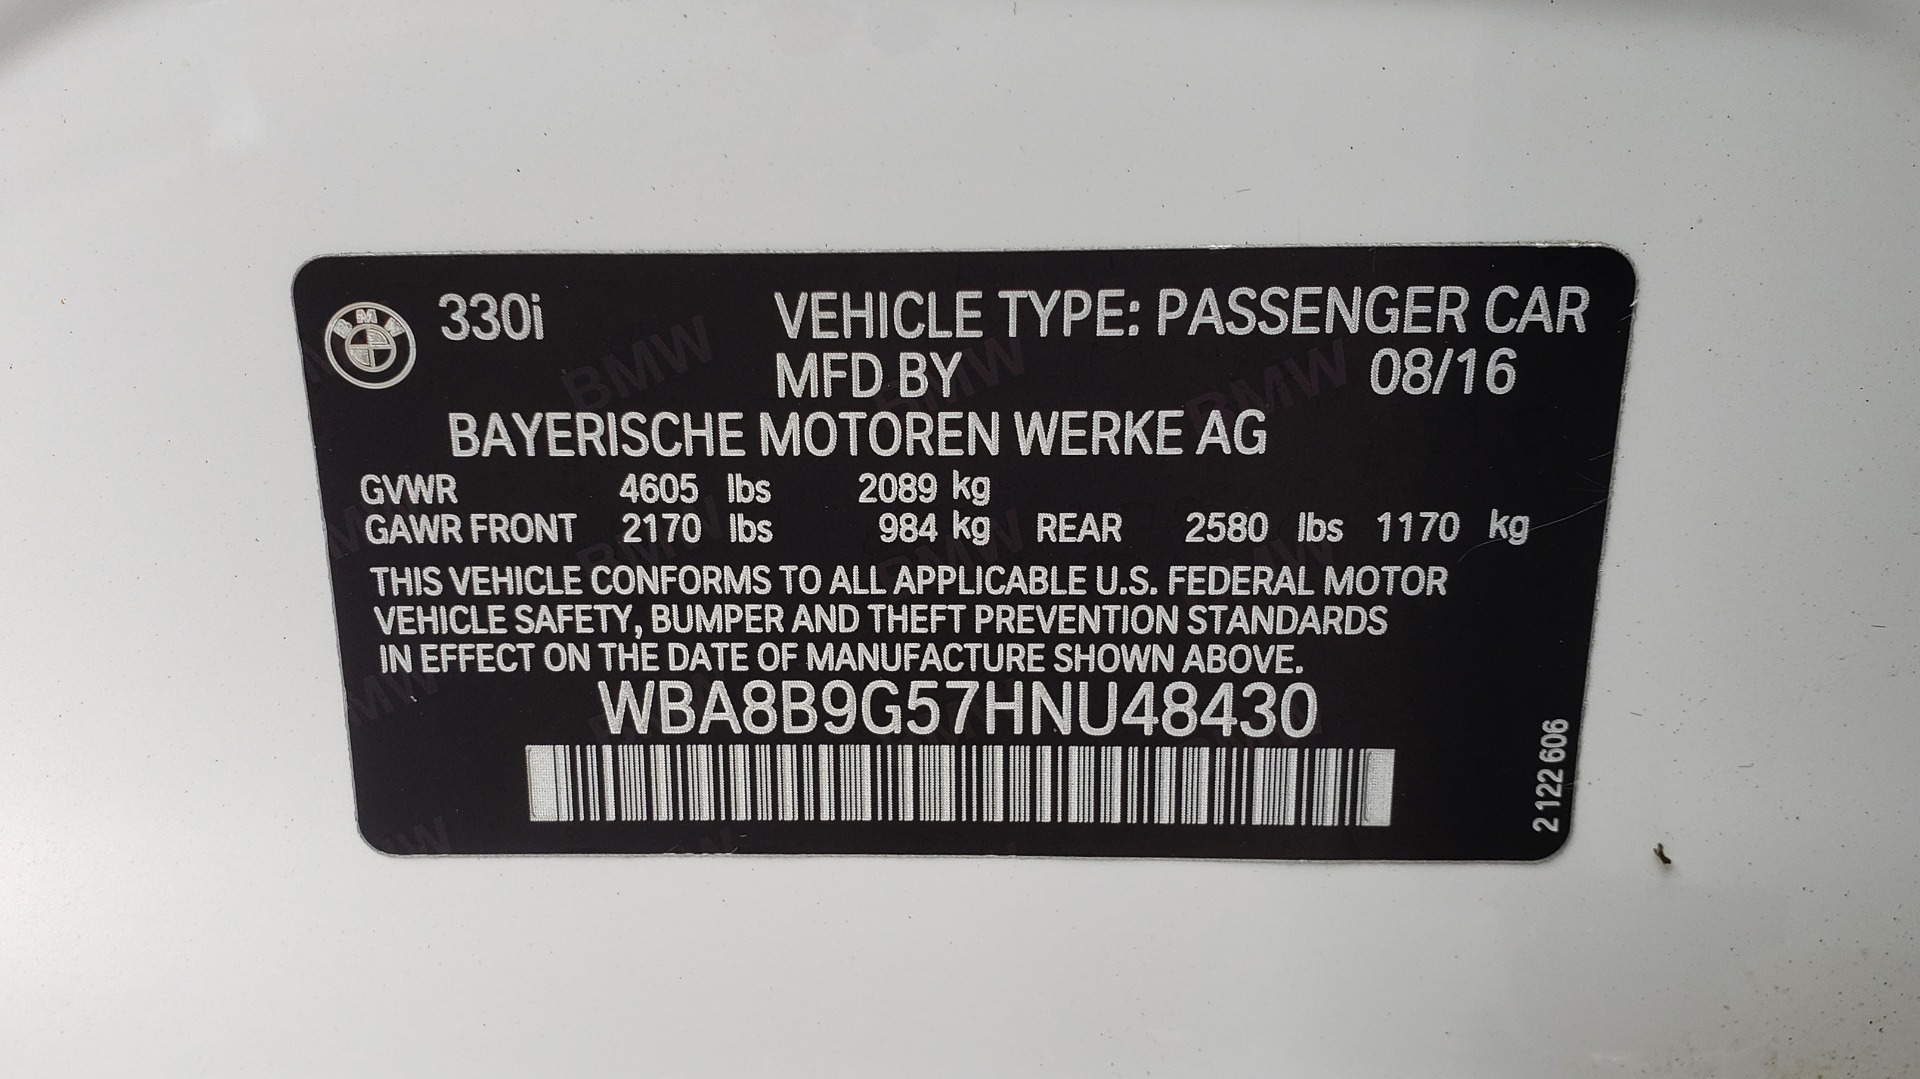 BMW 330i VEHICLE TYPE: PASSENGER CAR
MFD BY 08/16
BAYERISCHE MOTOREN WERKE AG
GVWR 4605 lbs 2089 kg
GAWR FRONT 2170 lbs 984 kg REAR 2580 lbs 1170 kg
THIS VEHICLE CONFORMS TO ALL APPLICABLE U.S. FEDERAL MOTOR
VEHICLE SAFETY, BUMPER AND THEFT PREVENTION STANDARDS
IN EFFECT ON THE DATE OF MANUFACTURE SHOWN ABOVE.
WBA8B9G57HNU48430
2 122 606